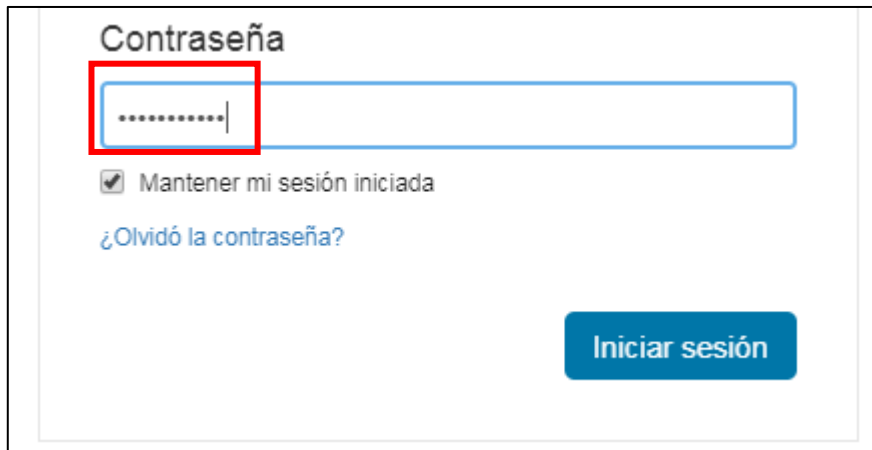 Contraseña
•••••••••••
Mantener mi sesión iniciada
¿Olvidó la contraseña?
Iniciar sesión